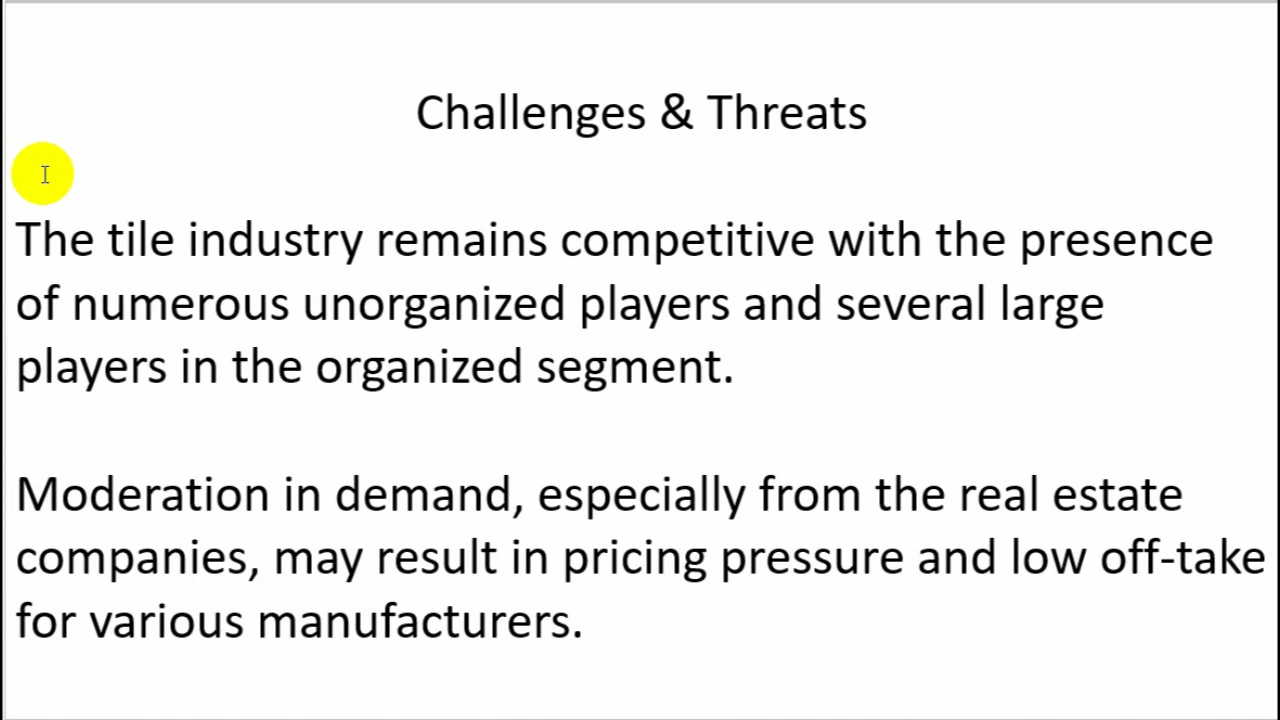 Challenges & Threats
The tile industry remains competitive with the presence
of numerous unorganized players and several large
players in the organized segment.
Moderation in demand, especially from the real estate
companies, may result in pricing pressure and low off-take
for various manufacturers.